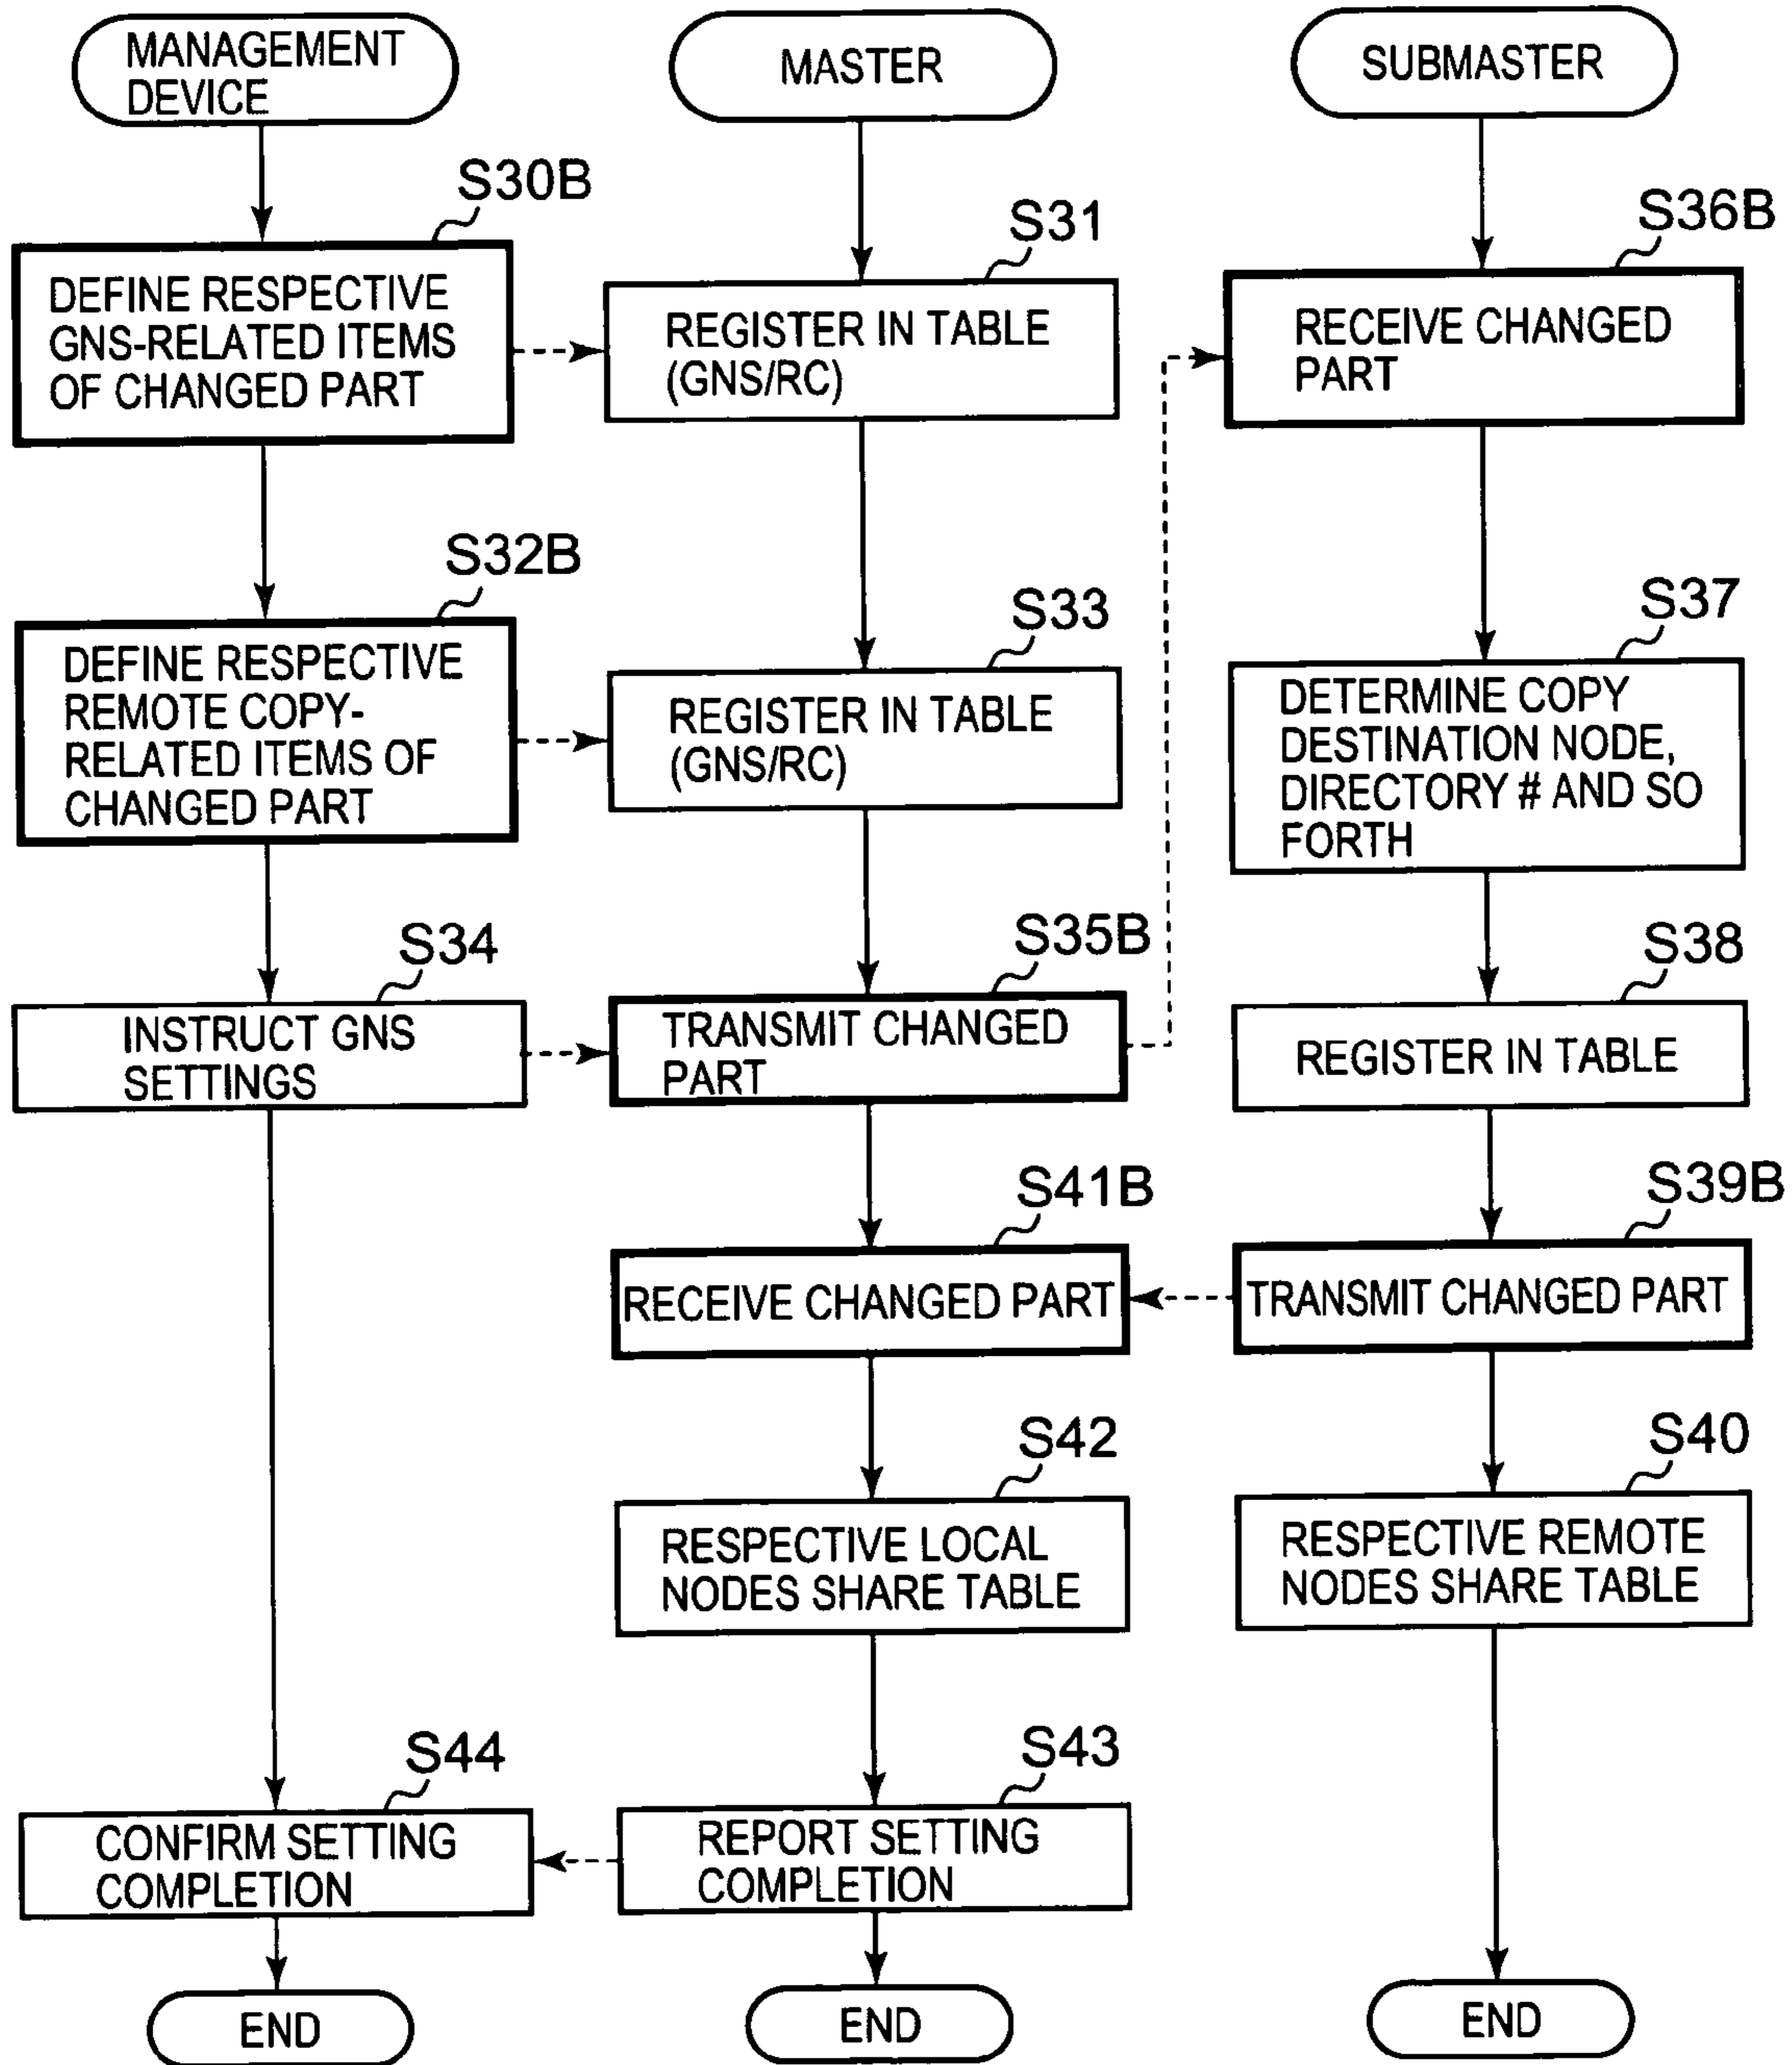 MANAGEMENT
DEVICE
S30B
DEFINE RESPECTIVE
GNS-RELATED ITEMS
OF CHANGED PART
S32B
DEFINE RESPECTIVE
REMOTE COPY-
RELATED ITEMS OF
CHANGED PART
S34
INSTRUCT GNS
SETTINGS
S44
CONFIRM SETTING
COMPLETION
END
MASTER
S31
REGISTER IN TABLE
(GNS/RC)
S33
REGISTER IN TABLE
(GNS/RC)
S35B
TRANSMIT CHANGED
PART
S41B
RECEIVE CHANGED PART
S42
RESPECTIVE LOCAL
NODES SHARE TABLE
S43
REPORT SETTING
COMPLETION
END
SUBMASTER
S36B
RECEIVE CHANGED
PART
S37
DETERMINE COPY
DESTINATION NODE,
DIRECTORY # AND SO
FORTH
S38
REGISTER IN TABLE
S39B
TRANSMIT CHANGED PART
S40
RESPECTIVE REMOTE
NODES SHARE TABLE
END